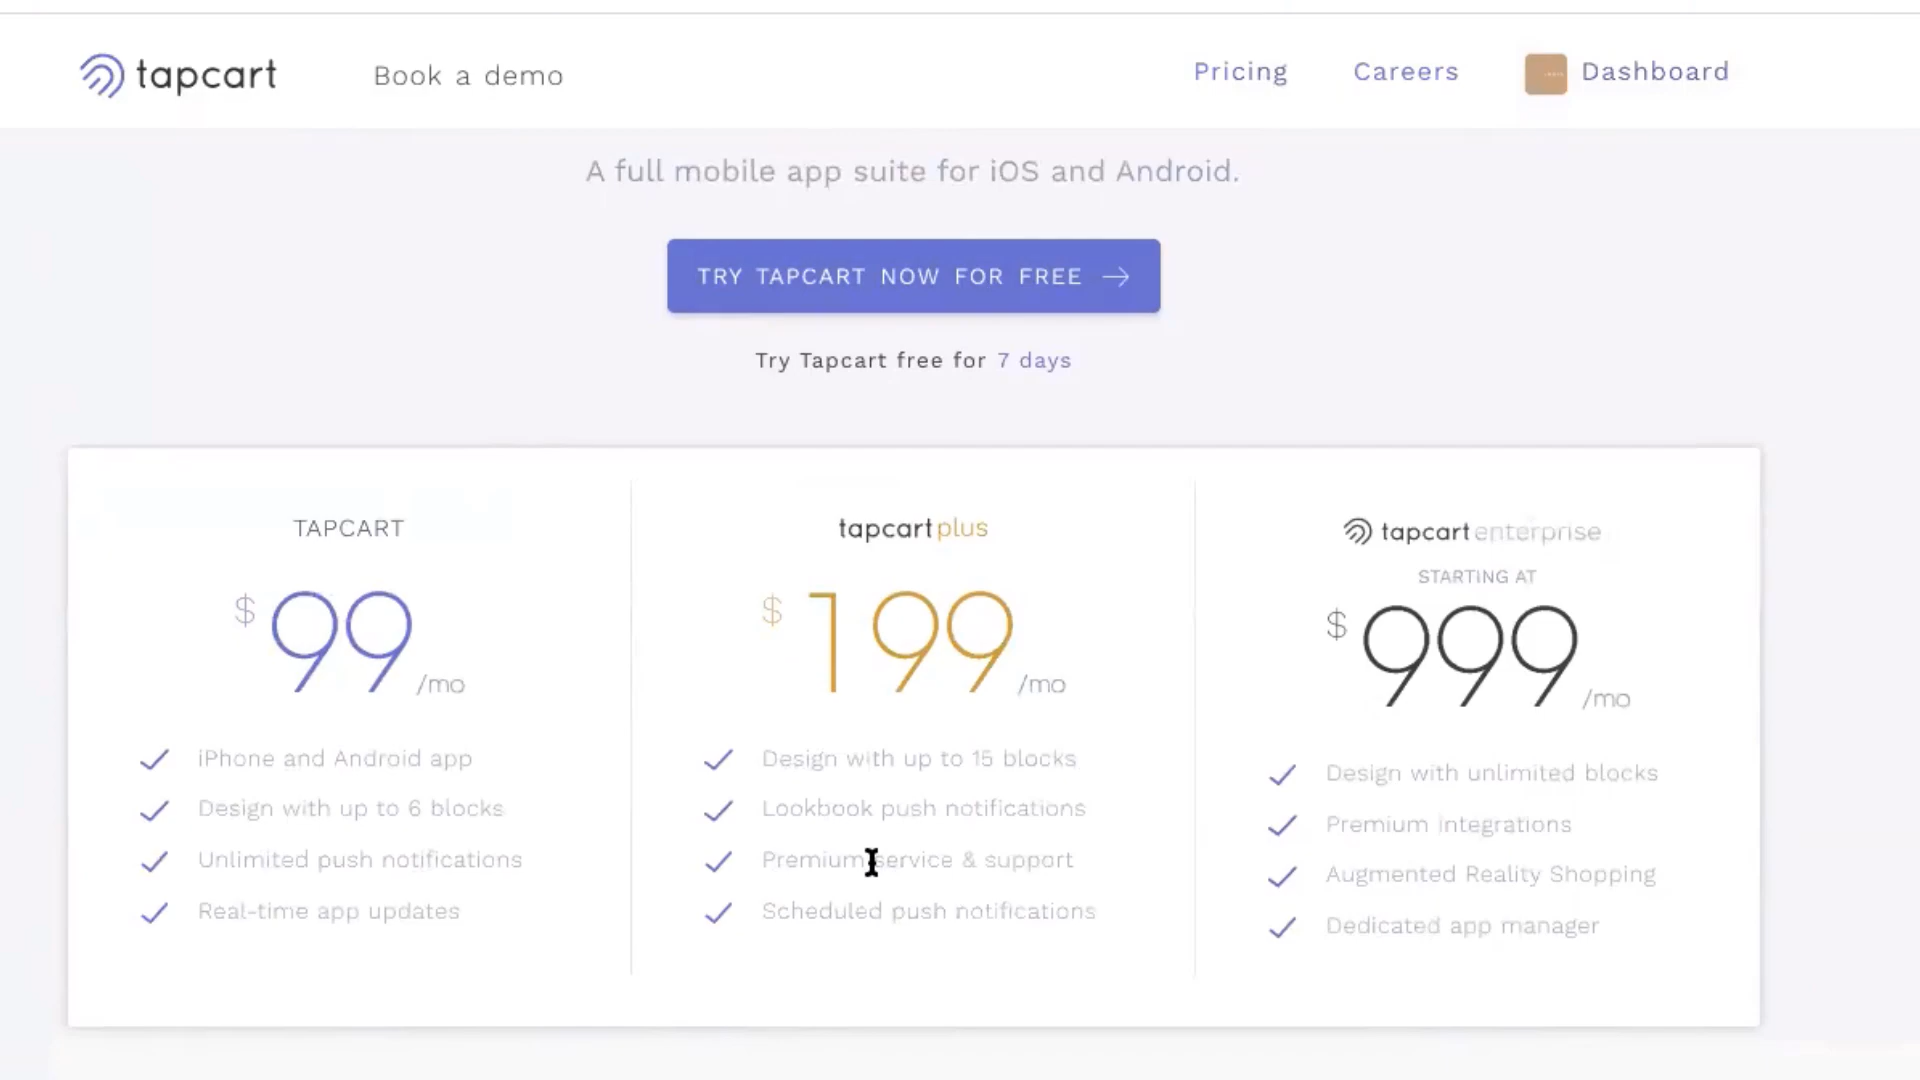 tapcart
Book a demo
Pricing
Careers
Dashboard
A full mobile app suite for iOS and Android.
TRY TAPCART NOW FOR FREE →
Try Tapcart free for 7 days
TAPCART
$ 99 /mo
iPhone and Android app
Design with up to 6 blocks
Unlimited push notifications
Real-time app updates
tapcart plus
$ 199 /mo
Design with up to 15 blocks
Lookbook push notifications
Premium service & support
Scheduled push notifications
tapcart enterprise
STARTING AT
$ 999 /mo
Design with unlimited blocks
Premium integrations
Augmented Reality Shopping
Dedicated app manager